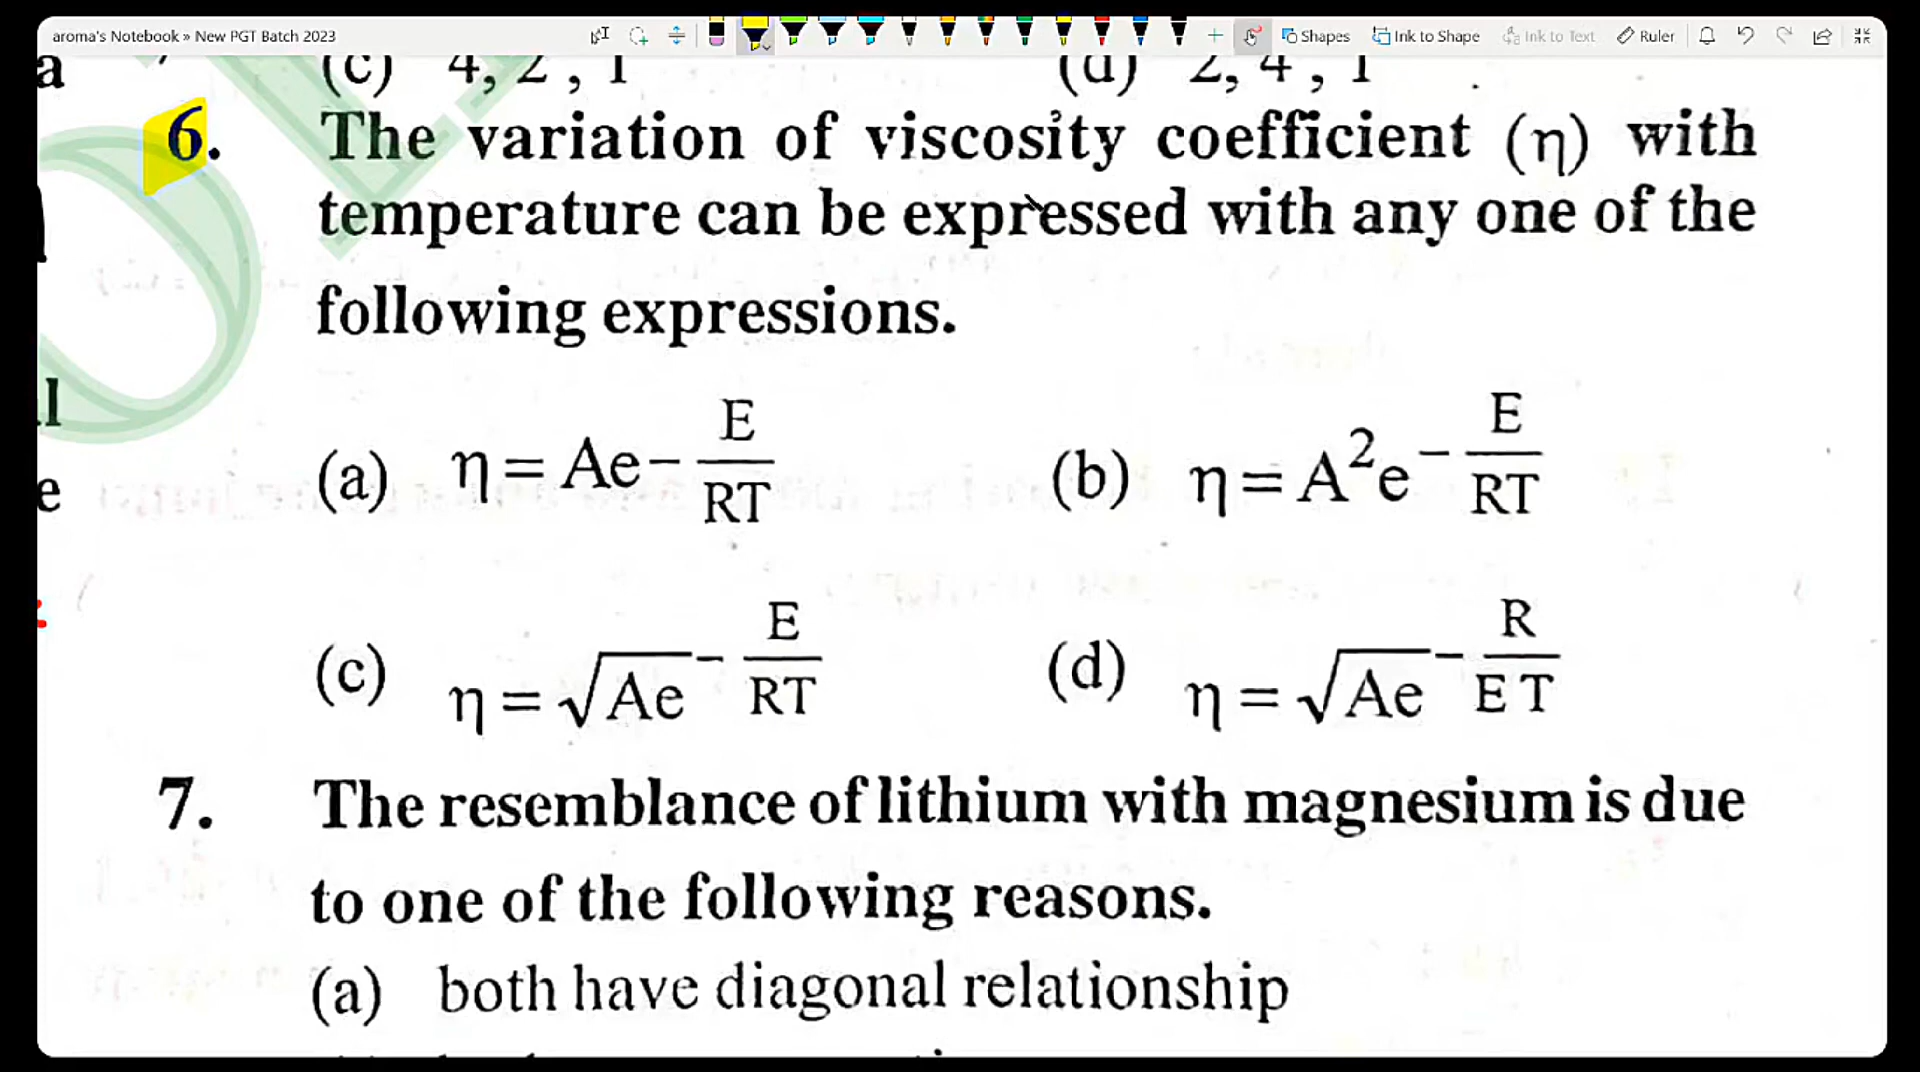 aroma's Notebook » New PGT Batch 2023 Shapes Ink to Shape Ink to Text Ruler
a (c) 4, 2 , 1 (d) 2, 4 , 1
6. The variation of viscosity coefficient (η) with
temperature can be expressed with any one of the
following expressions.
l
e
(a) η = Ae − E/RT (b) η = A²e^−E/RT
(c) η = √Ae^−E/RT (d) η = √Ae^−R/ET
7. The resemblance of lithium with magnesium is due
to one of the following reasons.
(a) both have diagonal relationship